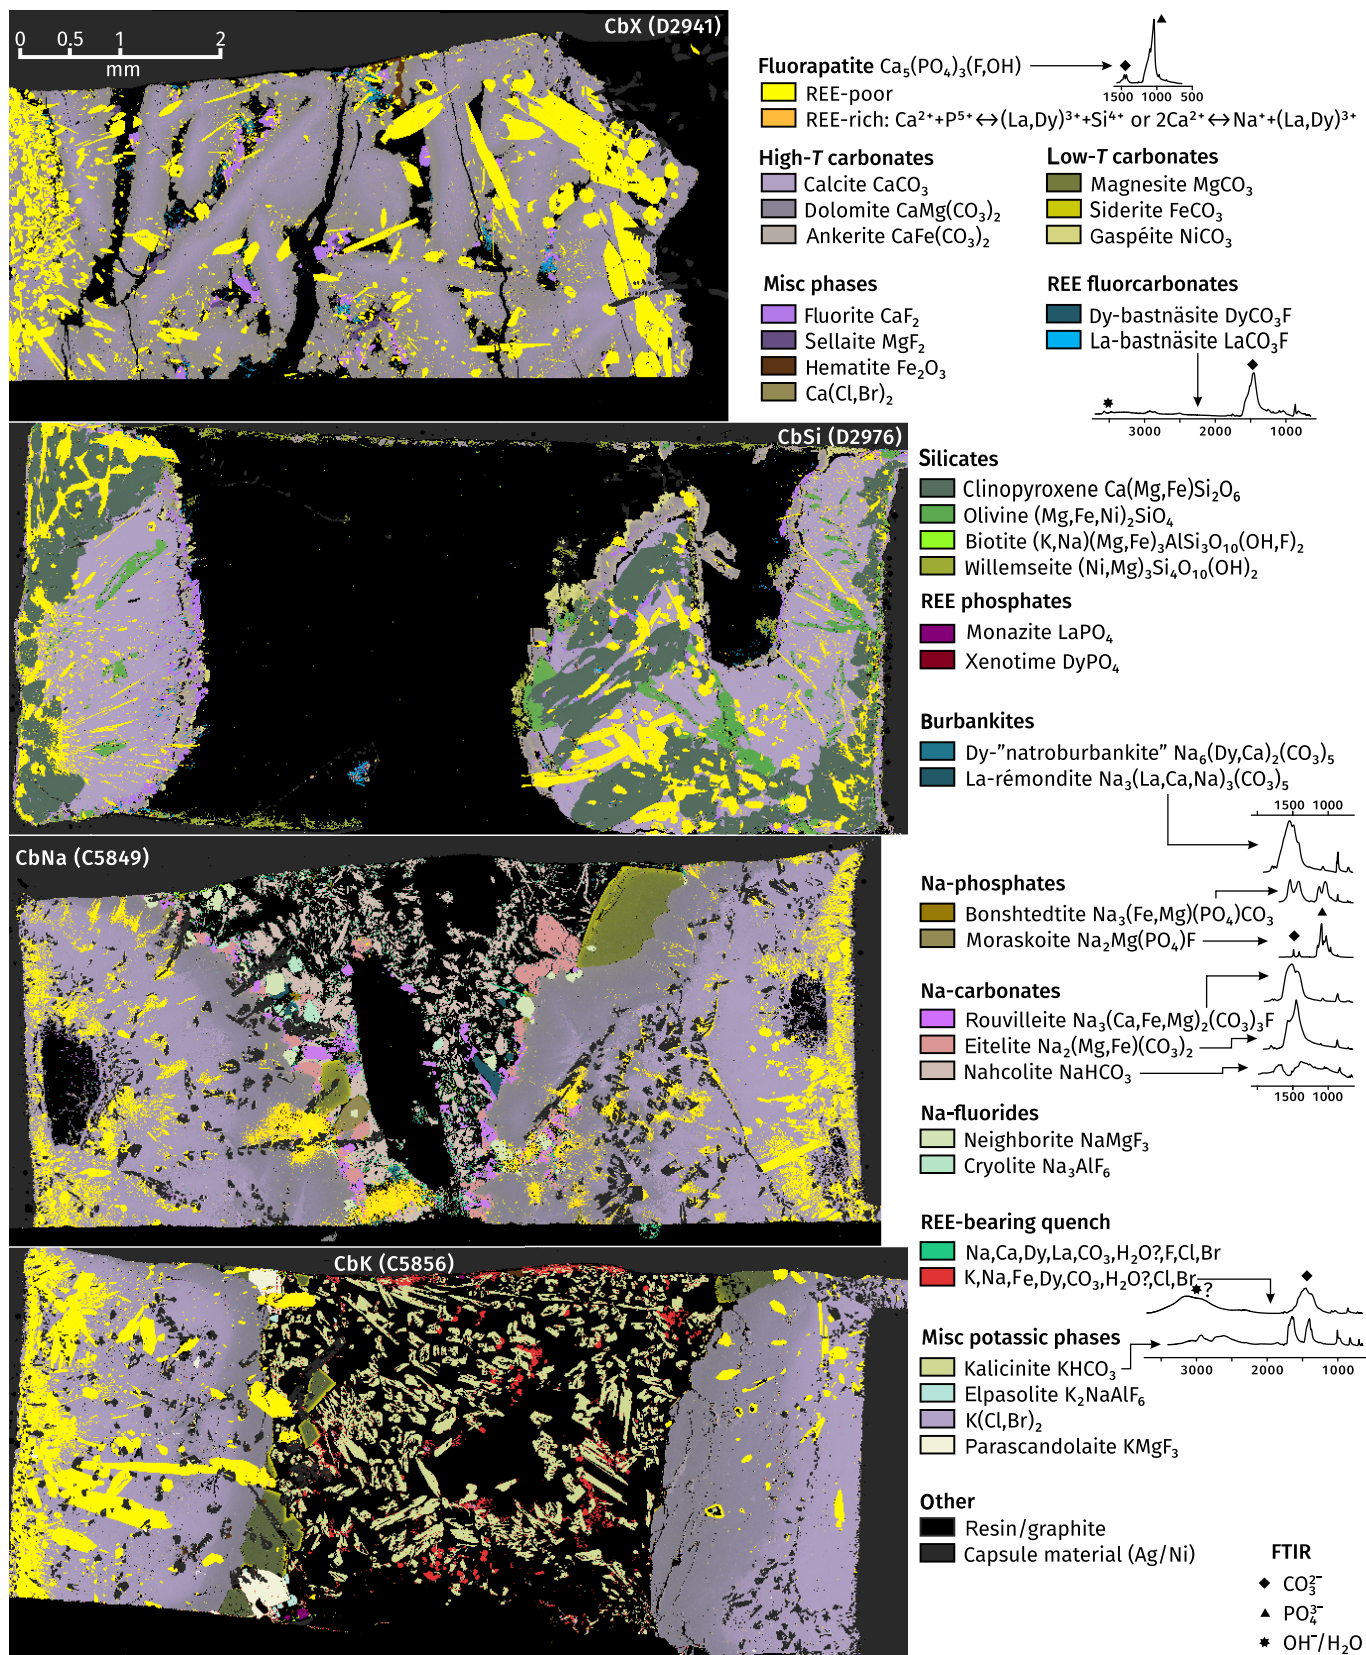 CbX (D2941)
0 0.5 1 2
mm
Fluorapatite Ca₅(PO₄)₃(F,OH)
REE-poor
REE-rich: Ca²⁺+P⁵⁺↔(La,Dy)³⁺+Si⁴⁺ or 2Ca²⁺↔Na⁺+(La,Dy)³⁺
1500 1000 500
High-T carbonates
Calcite CaCO₃
Dolomite CaMg(CO₃)₂
Ankerite CaFe(CO₃)₂
Low-T carbonates
Magnesite MgCO₃
Siderite FeCO₃
Gaspéite NiCO₃
Misc phases
Fluorite CaF₂
Sellaite MgF₂
Hematite Fe₂O₃
Ca(Cl,Br)₂
REE fluorcarbonates
Dy-bastnäsite DyCO₃F
La-bastnäsite LaCO₃F
3000 2000 1000
CbSi (D2976)
Silicates
Clinopyroxene Ca(Mg,Fe)Si₂O₆
Olivine (Mg,Fe,Ni)₂SiO₄
Biotite (K,Na)(Mg,Fe)₃AlSi₃O₁₀(OH,F)₂
Willemseite (Ni,Mg)₃Si₄O₁₀(OH)₂
REE phosphates
Monazite LaPO₄
Xenotime DyPO₄
Burbankites
Dy-”natroburbankite” Na₆(Dy,Ca)₂(CO₃)₅
La-rémondite Na₃(La,Ca,Na)₃(CO₃)₅
1500 1000
CbNa (C5849)
Na-phosphates
Bonshtedtite Na₃(Fe,Mg)(PO₄)CO₃
Moraskoite Na₂Mg(PO₄)F
Na-carbonates
Rouvilleite Na₃(Ca,Fe,Mg)₂(CO₃)₃F
Eitelite Na₂(Mg,Fe)(CO₃)₂
Nahcolite NaHCO₃
1500 1000
Na-fluorides
Neighborite NaMgF₃
Cryolite Na₃AlF₆
REE-bearing quench
Na,Ca,Dy,La,CO₃,H₂O?,F,Cl,Br
K,Na,Fe,Dy,CO₃,H₂O?,Cl,Br
?
CbK (C5856)
Misc potassic phases
Kalicinite KHCO₃
Elpasolite K₂NaAlF₆
K(Cl,Br)₂
Parascandolaite KMgF₃
3000 2000 1000
Other
Resin/graphite
Capsule material (Ag/Ni)
FTIR
◆ CO₃²⁻
▲ PO₄³⁻
✸ OH⁻/H₂O